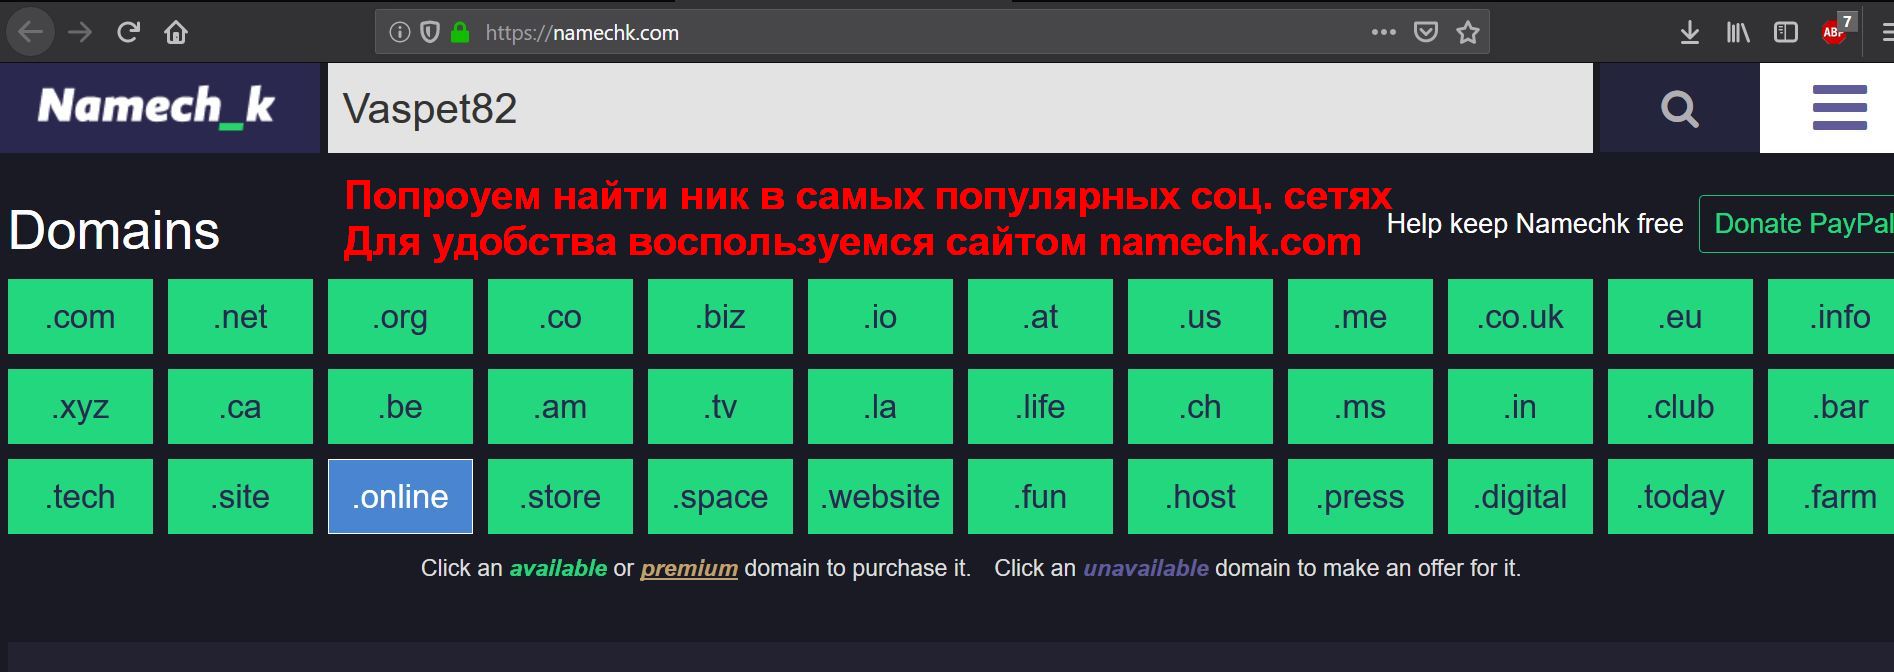 https://namechk.com
ABP
7
Namech_k
Vaspet82
Попроуем найти ник в самых популярных соц. сетях
Для удобства воспользуемся сайтом namechk.com
Domains
Help keep Namechk free
Donate PayPal
.com .net .org .co .biz .io .at .us .me .co.uk .eu .info
.xyz .ca .be .am .tv .la .life .ch .ms .in .club .bar
.tech .site .online .store .space .website .fun .host .press .digital .today .farm
Click an available or premium domain to purchase it. Click an unavailable domain to make an offer for it.